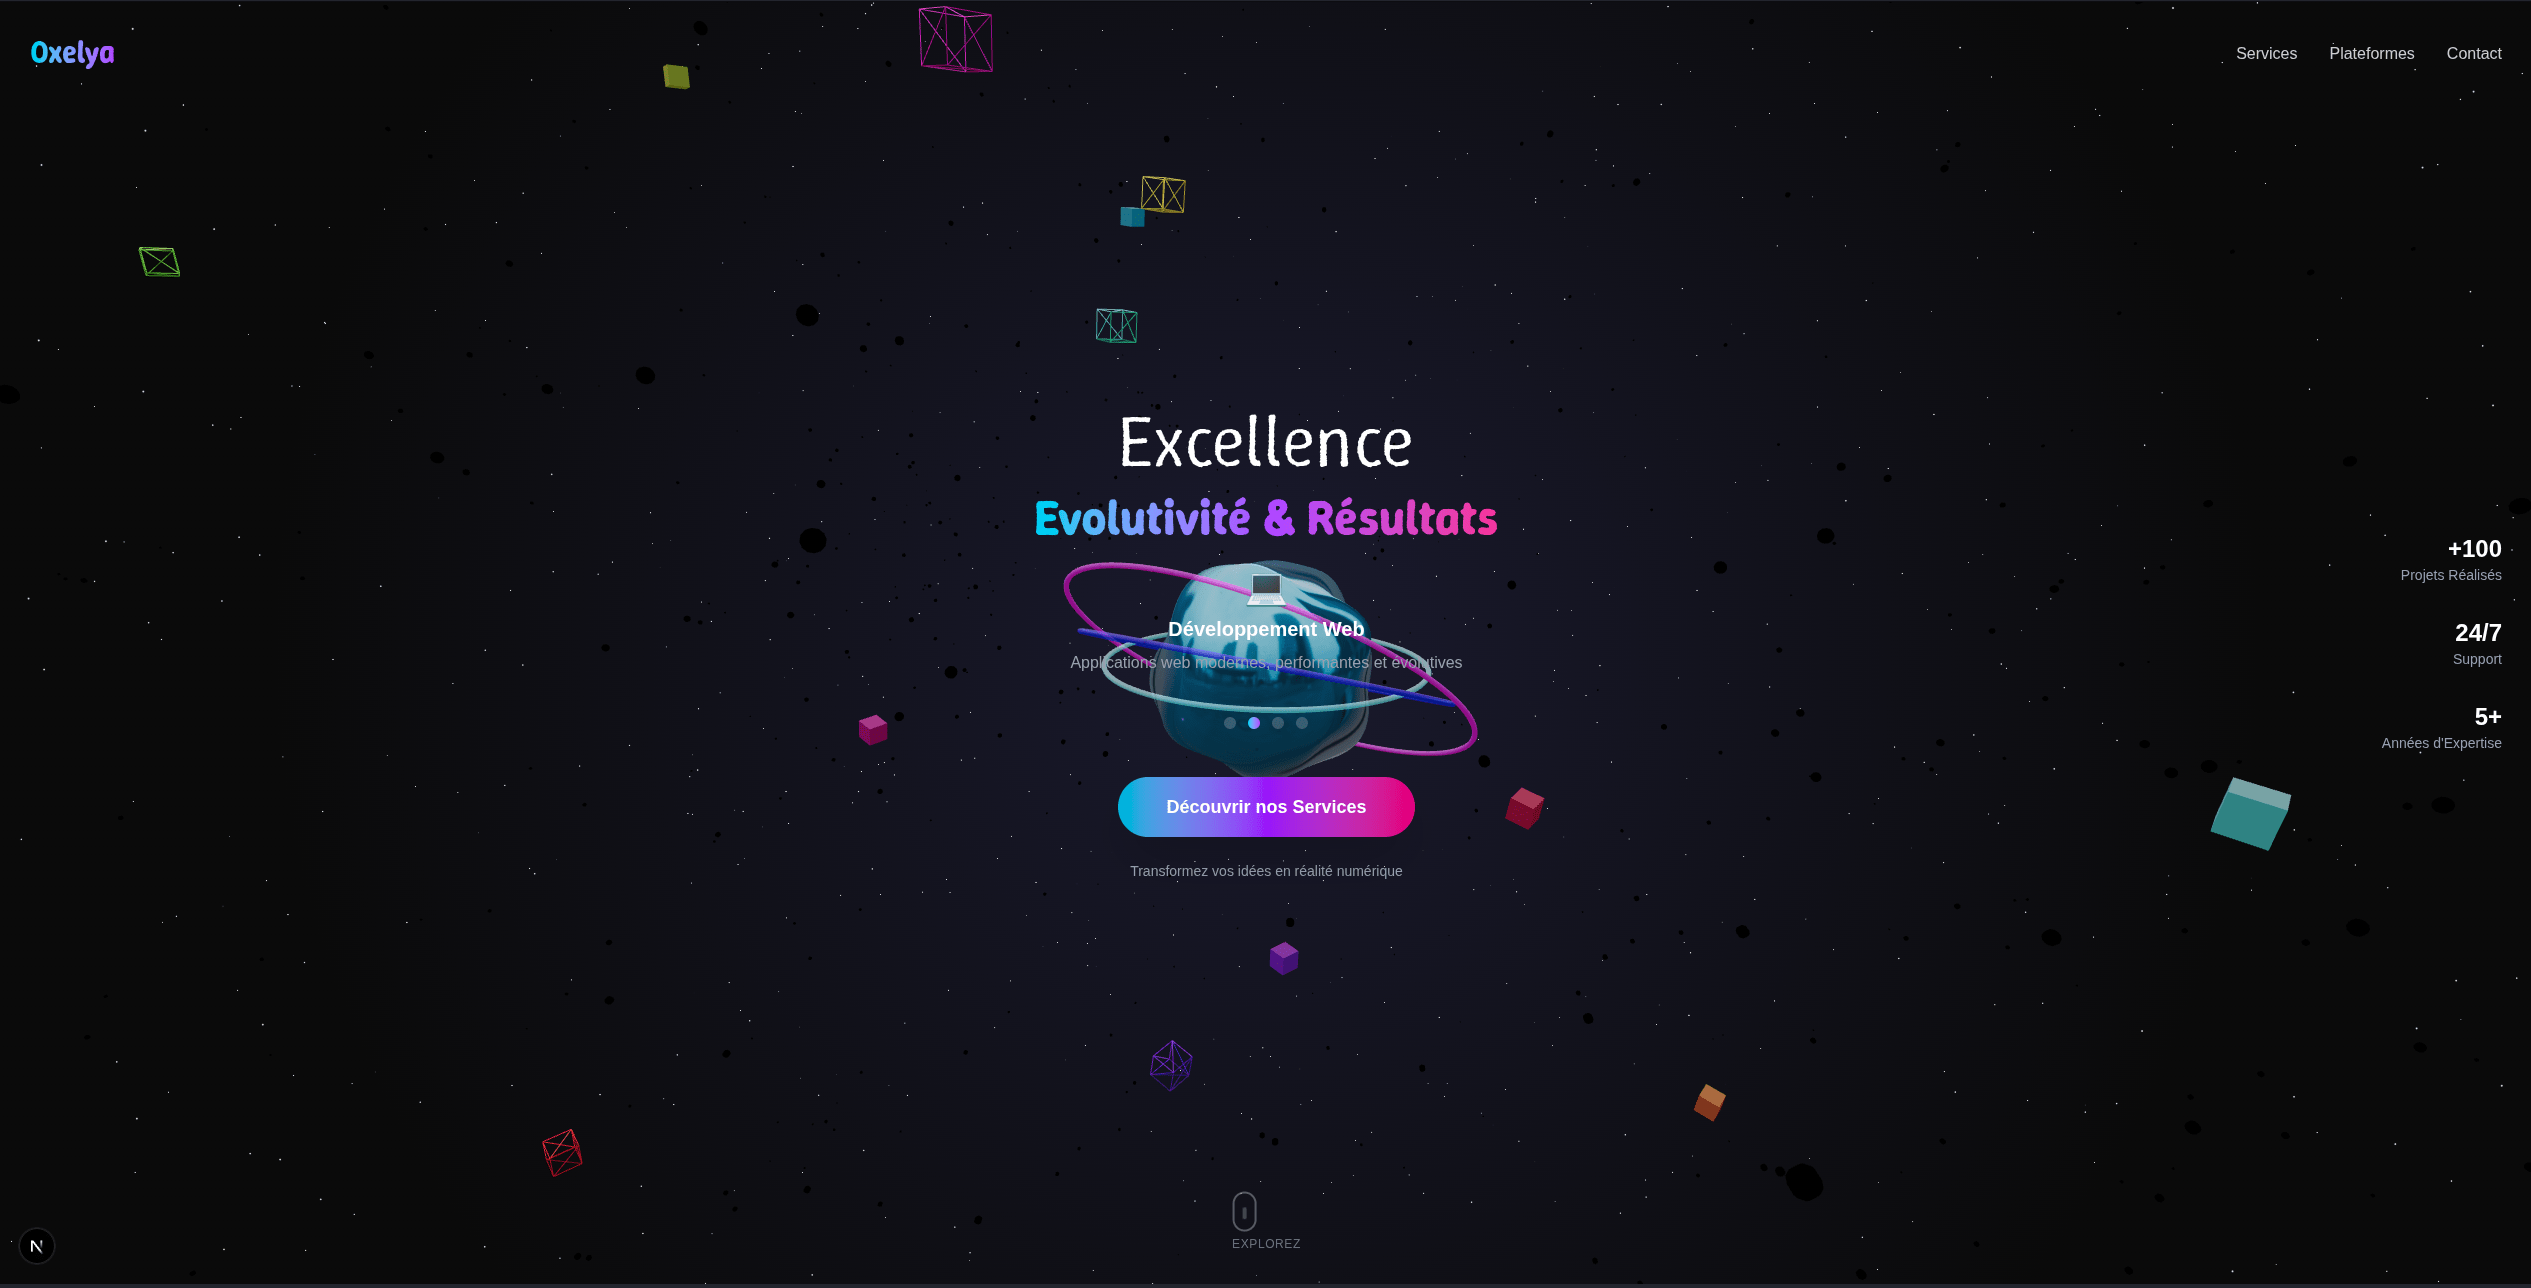 Oxelya
Services Plateformes Contact
Excellence
Evolutivité & Résultats
Développement Web
Applications web modernes, performantes et évolutives
Découvrir nos Services
Transformez vos idées en réalité numérique
+100
Projets Réalisés
24/7
Support
5+
Années d'Expertise
EXPLOREZ
N